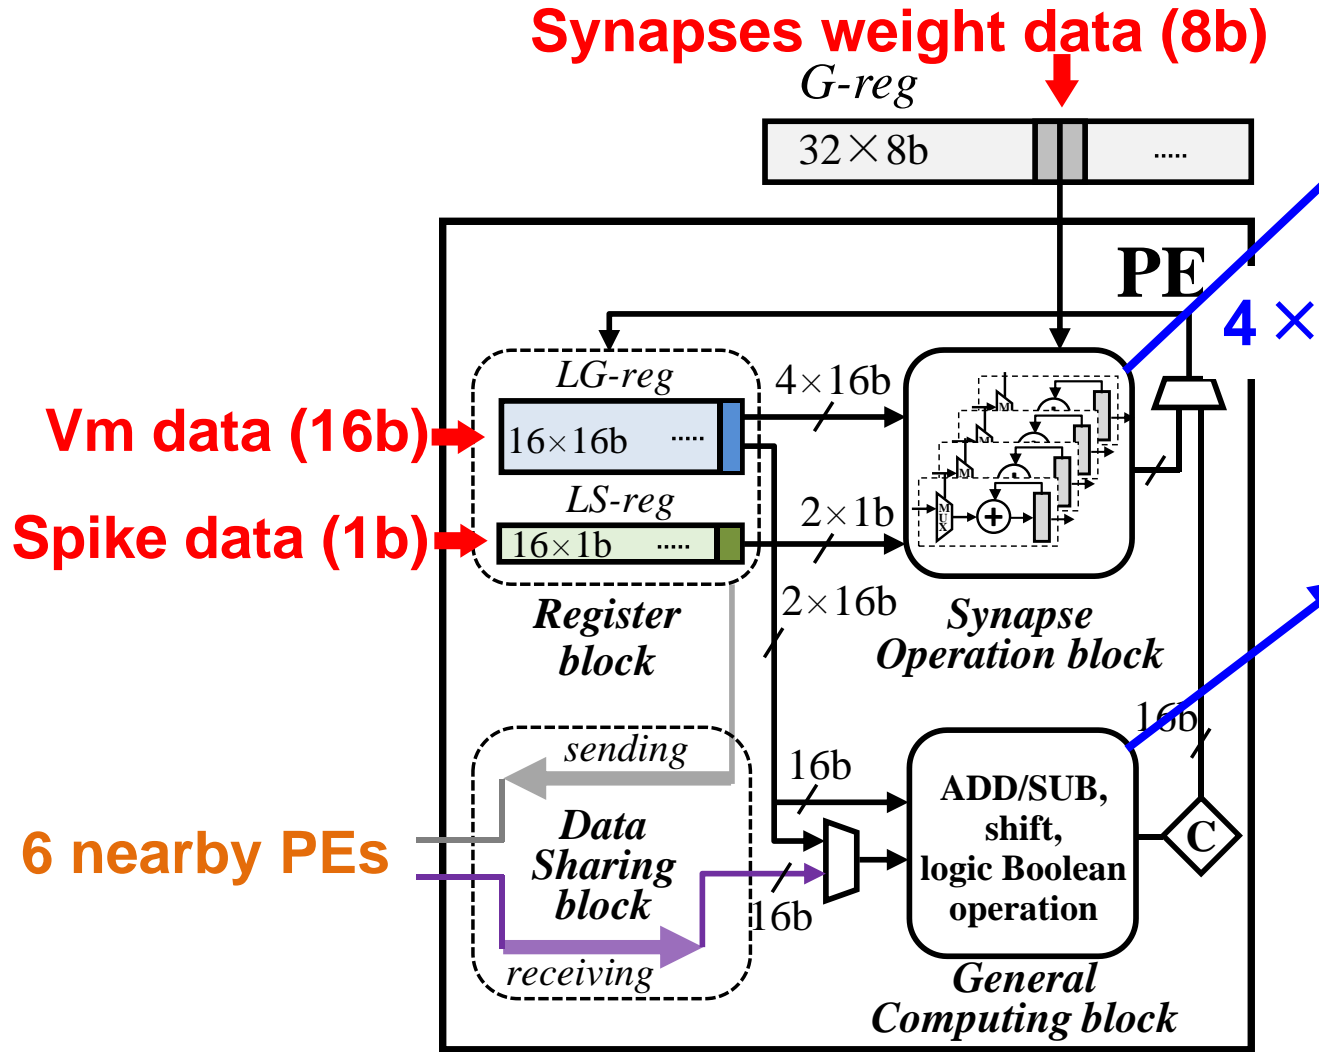 Synapses weight data (8b)
G-reg
32×8b .....
PE
4×
LG-reg
4×16b
Vm data (16b)
16×16b .....
LS-reg
2×1b
Spike data (1b)
16×1b .....
M
M
M
MUX
+
2×16b
Register
block
Synapse
Operation block
16b
sending
16b
ADD/SUB,
shift,
logic Boolean
operation
C
6 nearby PEs
Data
Sharing
block
16b
receiving
General
Computing block